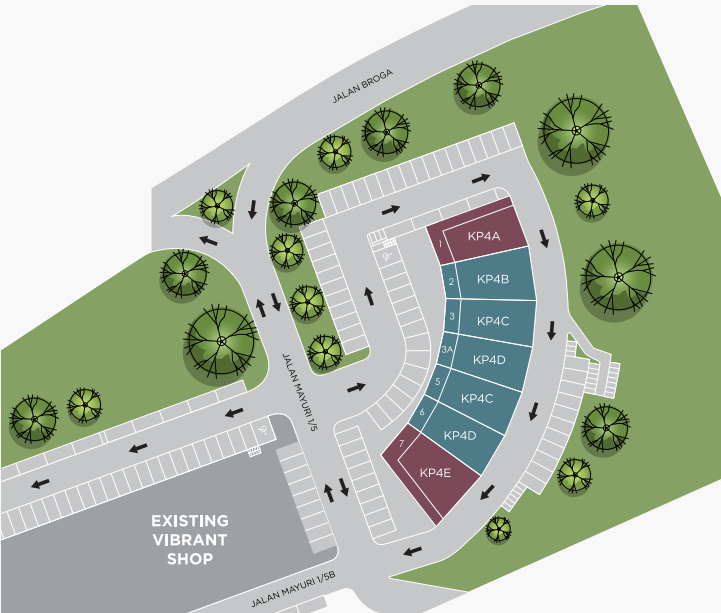 JALAN BROGA
1
KP4A
2
KP4B
3
KP4C
3A
KP4D
5
KP4C
6
KP4D
7
KP4E
JALAN MAYURI 1/5
EXISTING
VIBRANT
SHOP
JALAN MAYURI 1/5B